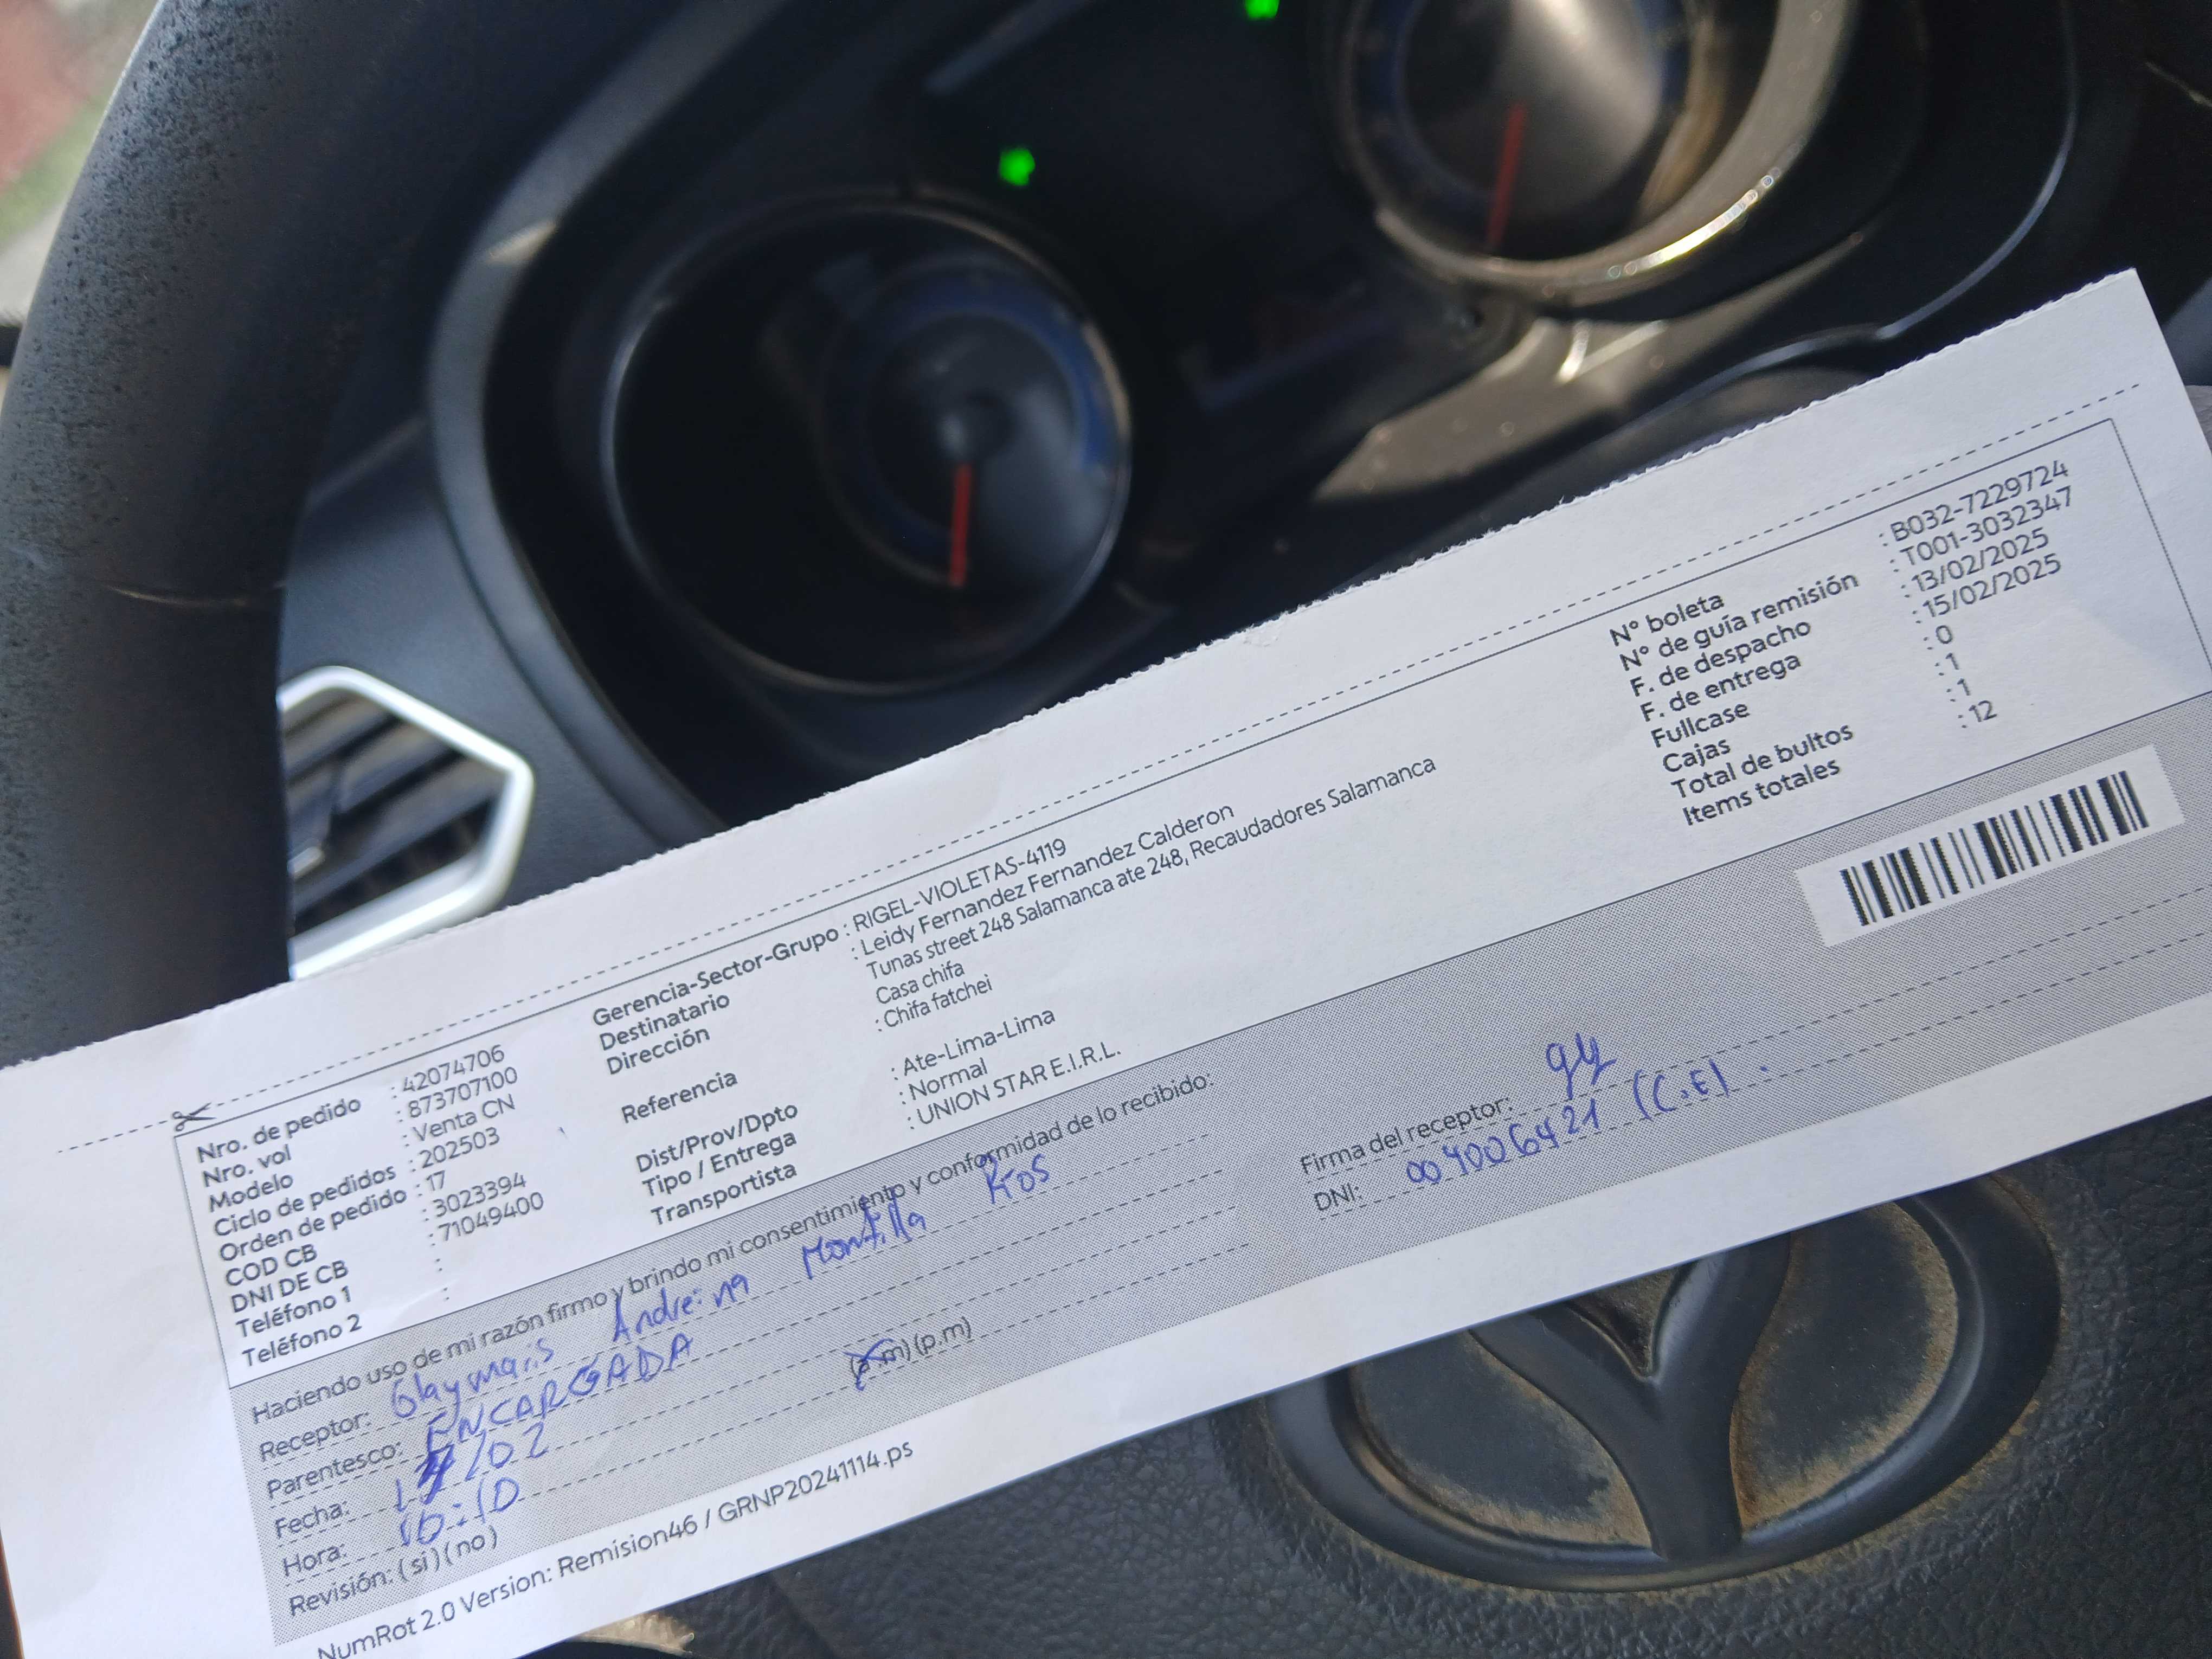 Nro. de pedido : 42074706
Nro. vol : 873707100
Modelo : Venta CN
Ciclo de pedidos : 202503
Orden de pedido : 17
COD CB : 3023394
DNI DE CB : 71049400
Teléfono 1 :
Teléfono 2 :
Gerencia-Sector-Grupo : RIGEL-VIOLETAS-4119
Destinatario : Leidy Fernandez Fernandez Calderon
Dirección Tunas street 248 Salamanca ate 248, Recaudadores Salamanca
Casa chifa
Referencia : Chifa fatchei
Dist/Prov/Dpto : Ate-Lima-Lima
Tipo / Entrega : Normal
Transportista : UNION STAR E.I.R.L.
N° boleta : B032-7229724
N° de guía remisión : T001-3032347
F. de despacho : 13/02/2025
F. de entrega : 15/02/2025
Fullcase : 0
Cajas : 1
Total de bultos : 1
Items totales : 12
Haciendo uso de mi razón firmo y brindo mi consentimiento y conformidad de lo recibido:
Receptor: Glaymaris Andreina Montilla Rios
Parentesco: ENCARGADA
Fecha:
Hora: 10:10 (a.m) (p.m)
Revisión: (si) (no)
Firma del receptor:
DNI: 004006421 (C.E)
NumRot 2.0 Version: Remision46 / GRNP20241114.ps